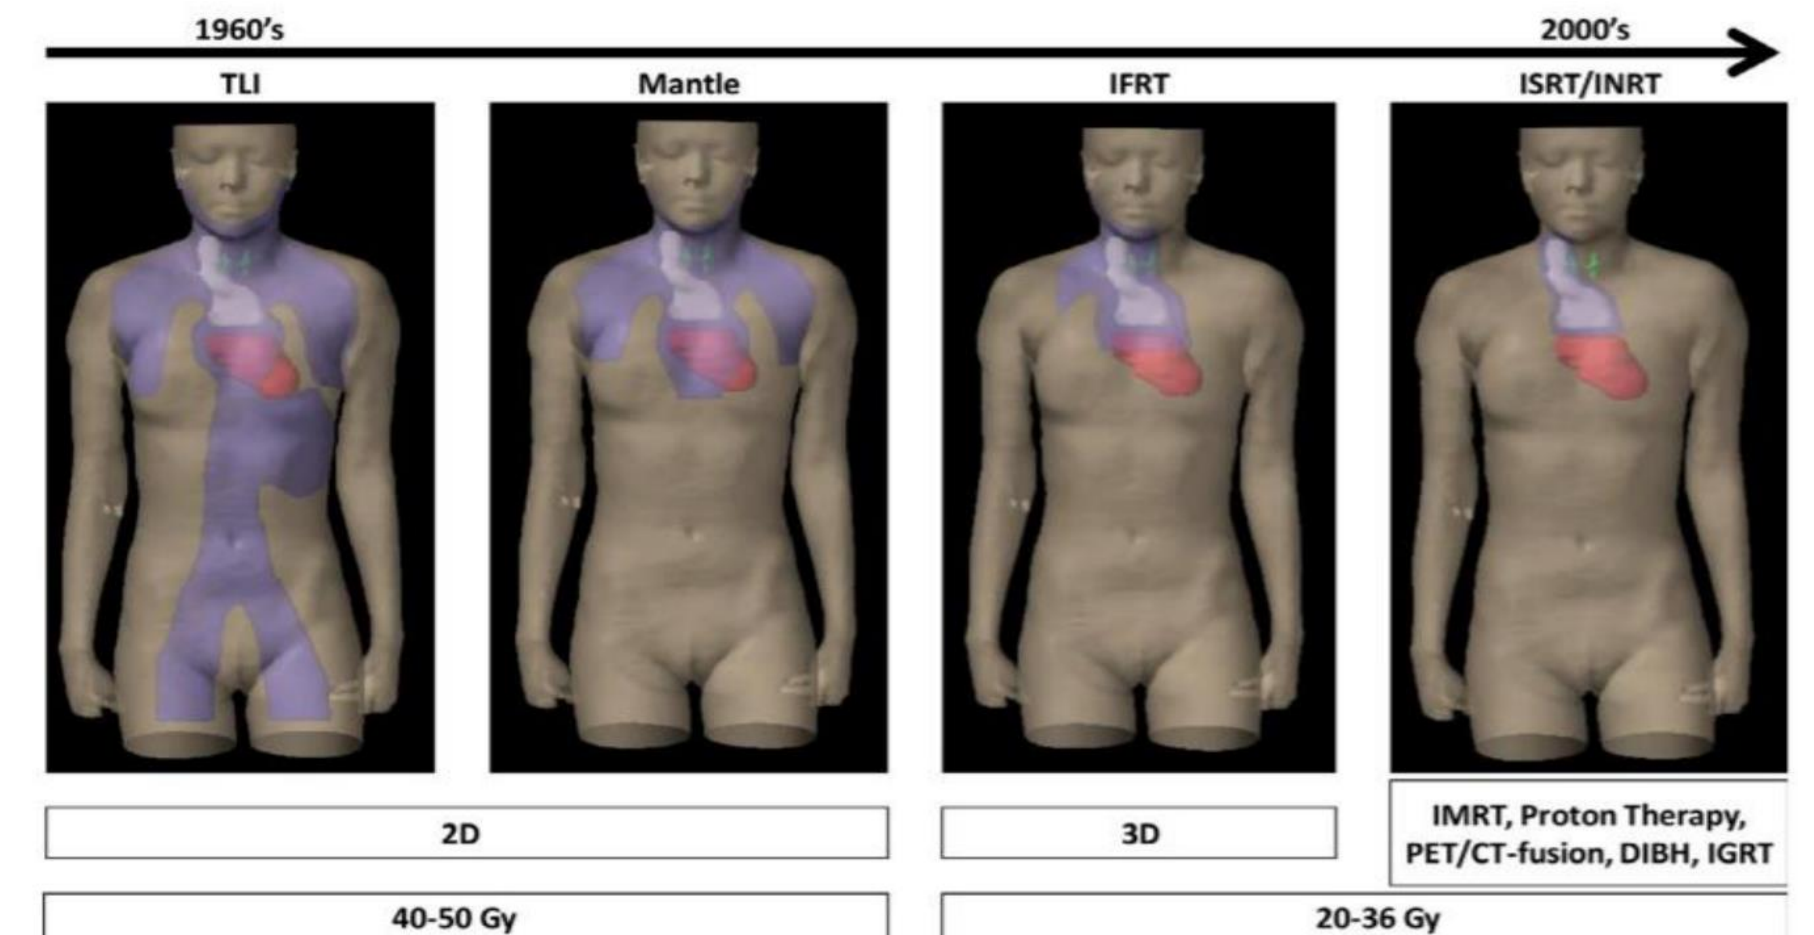 1960's
2000's
TLI
Mantle
IFRT
ISRT/INRT
2D
3D
IMRT, Proton Therapy,
PET/CT-fusion, DIBH, IGRT
40-50 Gy
20-36 Gy